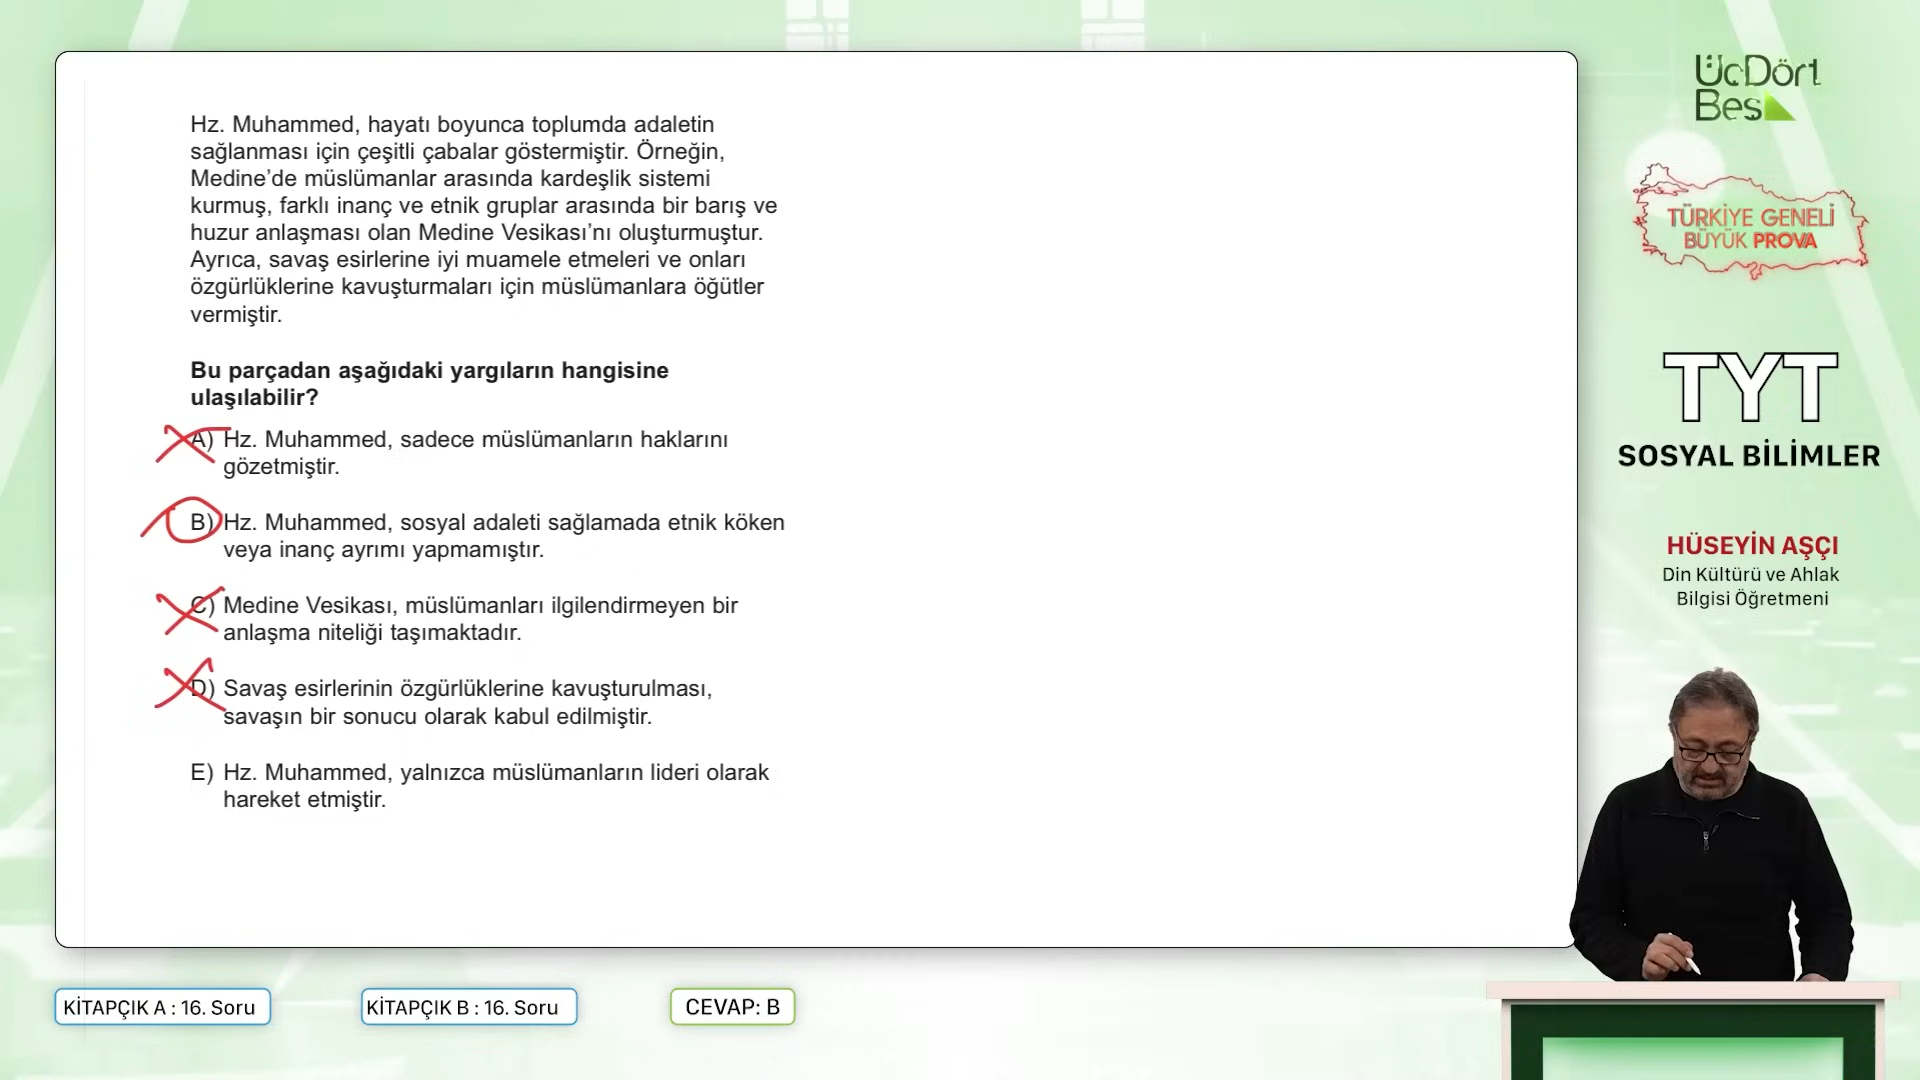 Hz. Muhammed, hayatı boyunca toplumda adaletin
sağlanması için çeşitli çabalar göstermiştir. Örneğin,
Medine’de müslümanlar arasında kardeşlik sistemi
kurmuş, farklı inanç ve etnik gruplar arasında bir barış ve
huzur anlaşması olan Medine Vesikası’nı oluşturmuştur.
Ayrıca, savaş esirlerine iyi muamele etmeleri ve onları
özgürlüklerine kavuşturmaları için müslümanlara öğütler
vermiştir.
Bu parçadan aşağıdaki yargıların hangisine
ulaşılabilir?
A) Hz. Muhammed, sadece müslümanların haklarını
gözetmiştir.
B) Hz. Muhammed, sosyal adaleti sağlamada etnik köken
veya inanç ayrımı yapmamıştır.
C) Medine Vesikası, müslümanları ilgilendirmeyen bir
anlaşma niteliği taşımaktadır.
D) Savaş esirlerinin özgürlüklerine kavuşturulması,
savaşın bir sonucu olarak kabul edilmiştir.
E) Hz. Muhammed, yalnızca müslümanların lideri olarak
hareket etmiştir.
KİTAPÇIK A : 16. Soru
KİTAPÇIK B : 16. Soru
CEVAP: B
ÜcDört
Bes
TÜRKİYE GENELİ
BÜYÜK PROVA
TYT
SOSYAL BİLİMLER
HÜSEYİN AŞÇI
Din Kültürü ve Ahlak
Bilgisi Öğretmeni